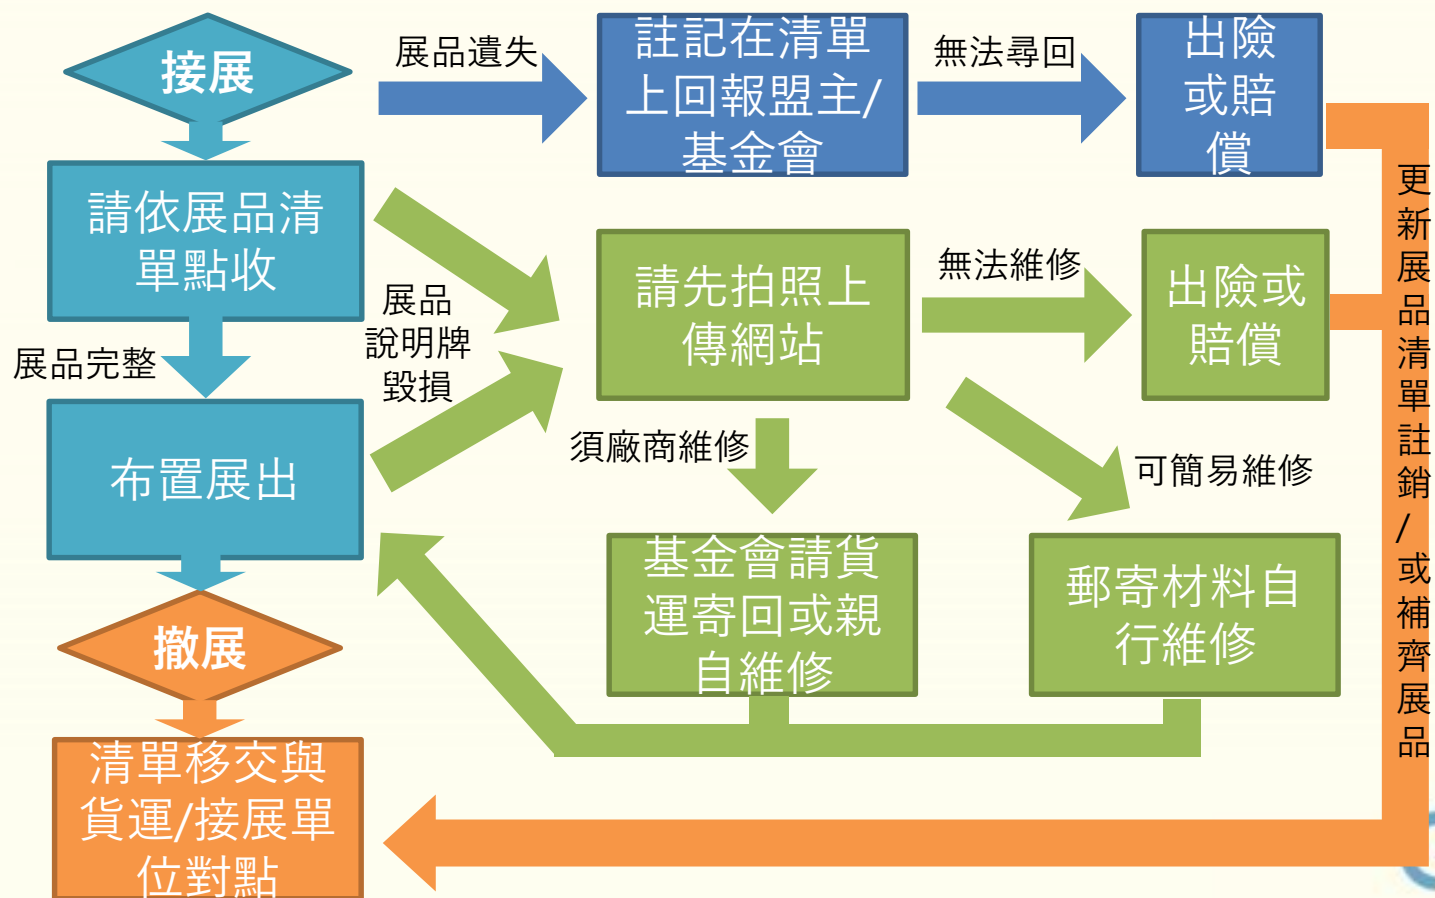 接展
展品遺失
註記在清單
上回報盟主/
基金會
無法尋回
出險
或賠
償
請依展品清
單點收
展品
說明牌
毀損
請先拍照上
傳網站
無法維修
出險或
賠償
展品完整
布置展出
須廠商維修
可簡易維修
基金會請貨
運寄回或親
自維修
郵寄材料自
行維修
更新展品清單註銷/或補齊展品
撤展
清單移交與
貨運/接展單
位對點